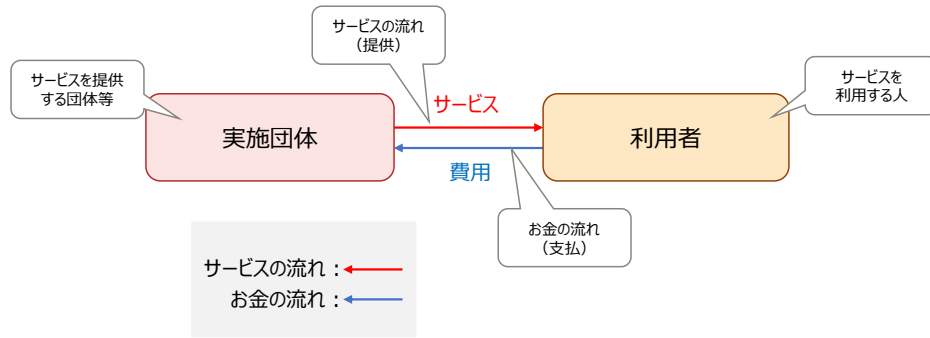 サービスの流れ
（提供）
サービスを提供
する団体等
サービスを
利用する人
サービス
実施団体
利用者
費用
お金の流れ
（支払）
サービスの流れ：
お金の流れ：